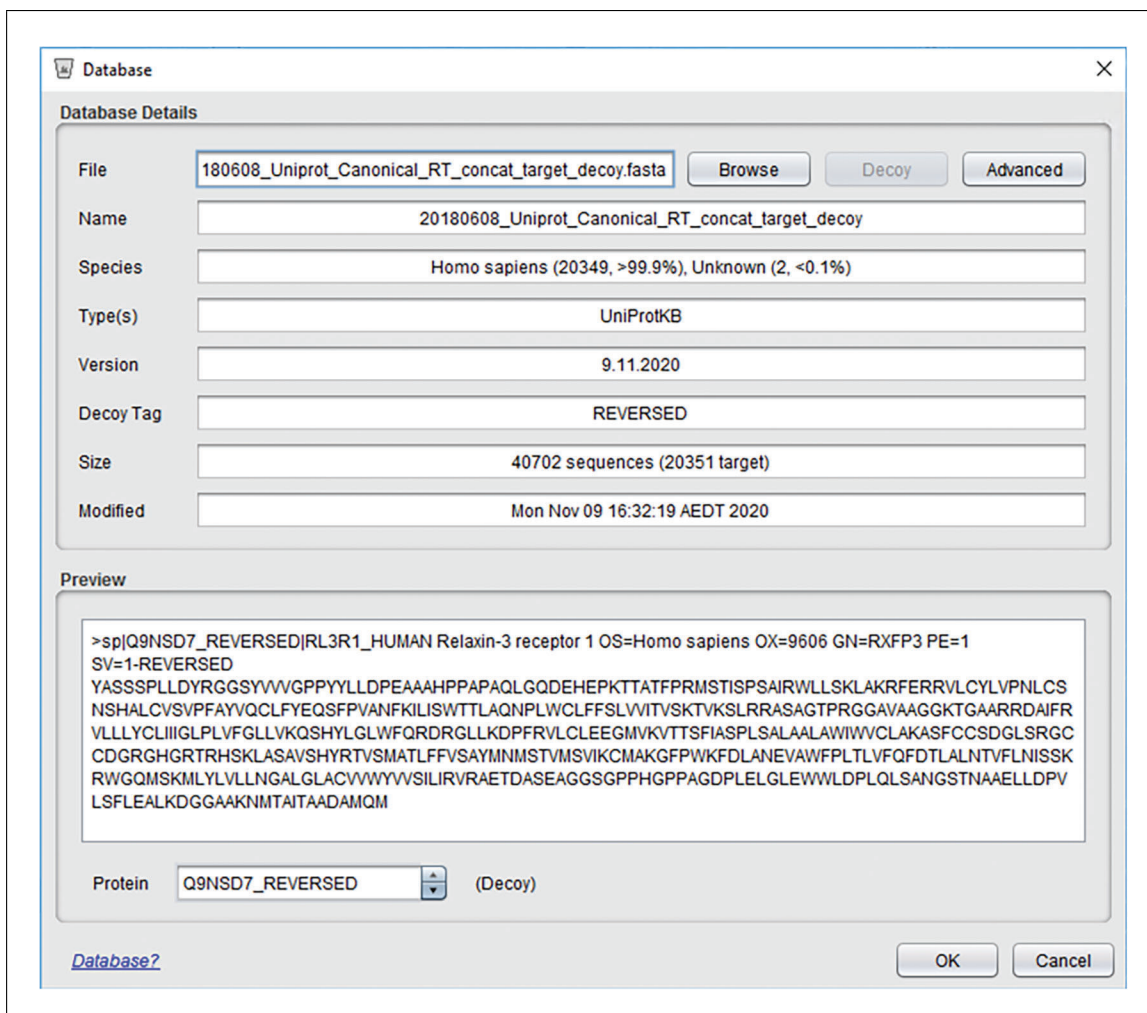 Database
Database Details
File 180608_Uniprot_Canonical_RT_concat_target_decoy.fasta Browse Decoy Advanced
Name 20180608_Uniprot_Canonical_RT_concat_target_decoy
Species Homo sapiens (20349, >99.9%), Unknown (2, <0.1%)
Type(s) UniProtKB
Version 9.11.2020
Decoy Tag REVERSED
Size 40702 sequences (20351 target)
Modified Mon Nov 09 16:32:19 AEDT 2020
Preview
>sp|Q9NSD7_REVERSED|RL3R1_HUMAN Relaxin-3 receptor 1 OS=Homo sapiens OX=9606 GN=RXFP3 PE=1
SV=1-REVERSED
YASSSPLLDYRGGSYVVVGPPYYLLDPEAAAHPPAPAQLGQDEHEPKTTATFPRMSTISPSAIRWLLSKLAKRFERRVLCYLVPNLCS
NSHALCVSVPFAYVQCLFYEQSFPVANFKILISWTTLAQNPLWCLFFSLVVITVSKTVKSLRRASAGTPRGGAVAAGGKTGAARRDAIFR
VLLLYCLIIIGLPLVFGLLVKQSHYLGLWFQRDRGLLKDPFRVLCLEEGMVKVTTSFIASPLSALAALAWIWVCLAKASFCCSDGLSRGC
CDGRGHGRTRHSKLASAVSHYRTVSMATLFFVSAYMNMSTVMSVIKCMAKGFPWKFDLANEVAWFPLTLVFQFDTLALNTVFLNISSK
RWGQMSKMLYLVLLNGALGLACVVWYVVSILIRVRAETDASEAGGSGPPHGPPAGDPLELGLEWWLDPLQLSANGSTNAAELLDPV
LSFLEALKDGGAAKNMTAITAADAMQM
Protein Q9NSD7_REVERSED (Decoy)
Database? OK Cancel